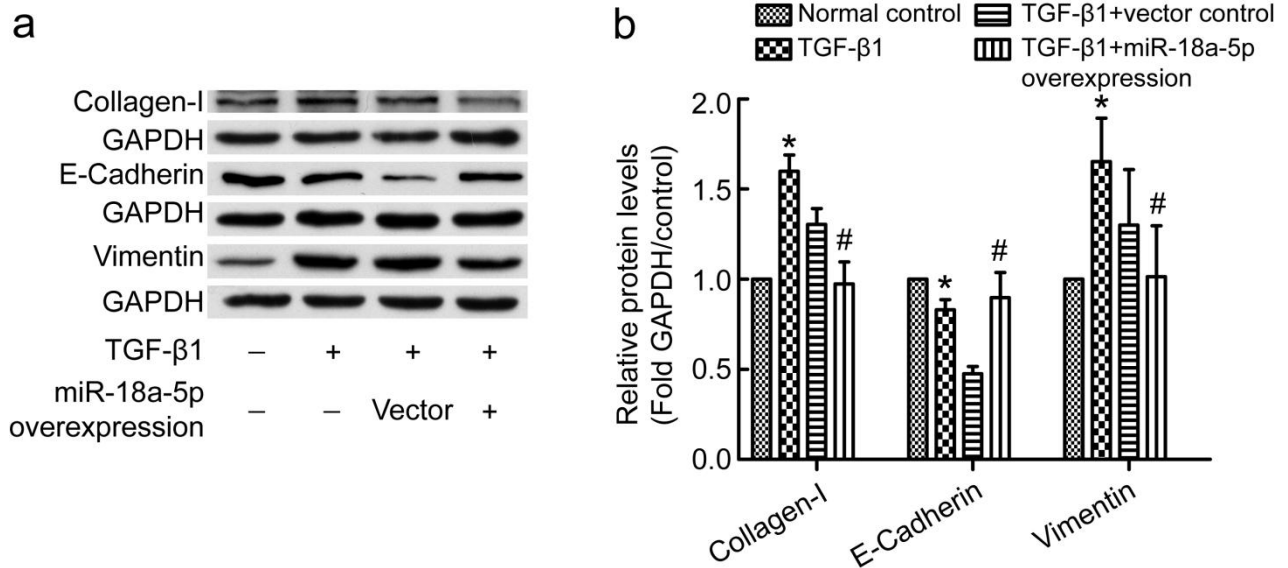 a
Collagen-I
GAPDH
E-Cadherin
GAPDH
Vimentin
GAPDH
TGF-β1 – + + +
miR-18a-5p
overexpression – – Vector +
b
Normal control
TGF-β1+vector control
TGF-β1
TGF-β1+miR-18a-5p
overexpression
Relative protein levels
(Fold GAPDH/control)
2.0
1.5
1.0
0.5
0.0
* #
* #
* #
Collagen-I
E-Cadherin
Vimentin